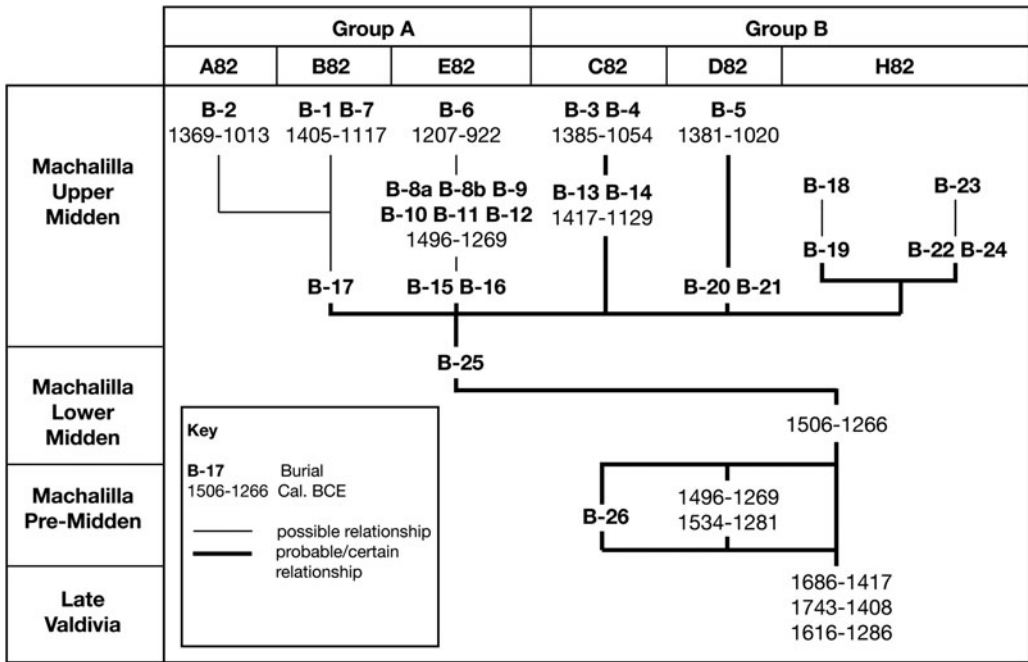 Group A Group B
A82 B82 E82 C82 D82 H82
B-2 B-1 B-7 B-6 B-3 B-4 B-5
1369-1013 1405-1117 1207-922 1385-1054 1381-1020
Machalilla
Upper
Midden
B-8a B-8b B-9 B-13 B-14 B-18 B-23
B-10 B-11 B-12 1417-1129
1496-1269 B-19 B-22 B-24
B-17 B-15 B-16 B-20 B-21
Machalilla
Lower
Midden
B-25
1506-1266
Machalilla
Pre-Midden
B-26
1496-1269
1534-1281
Late
Valdivia
1686-1417
1743-1408
1616-1286
Key
B-17 Burial
1506-1266 Cal. BCE
possible relationship
probable/certain
relationship